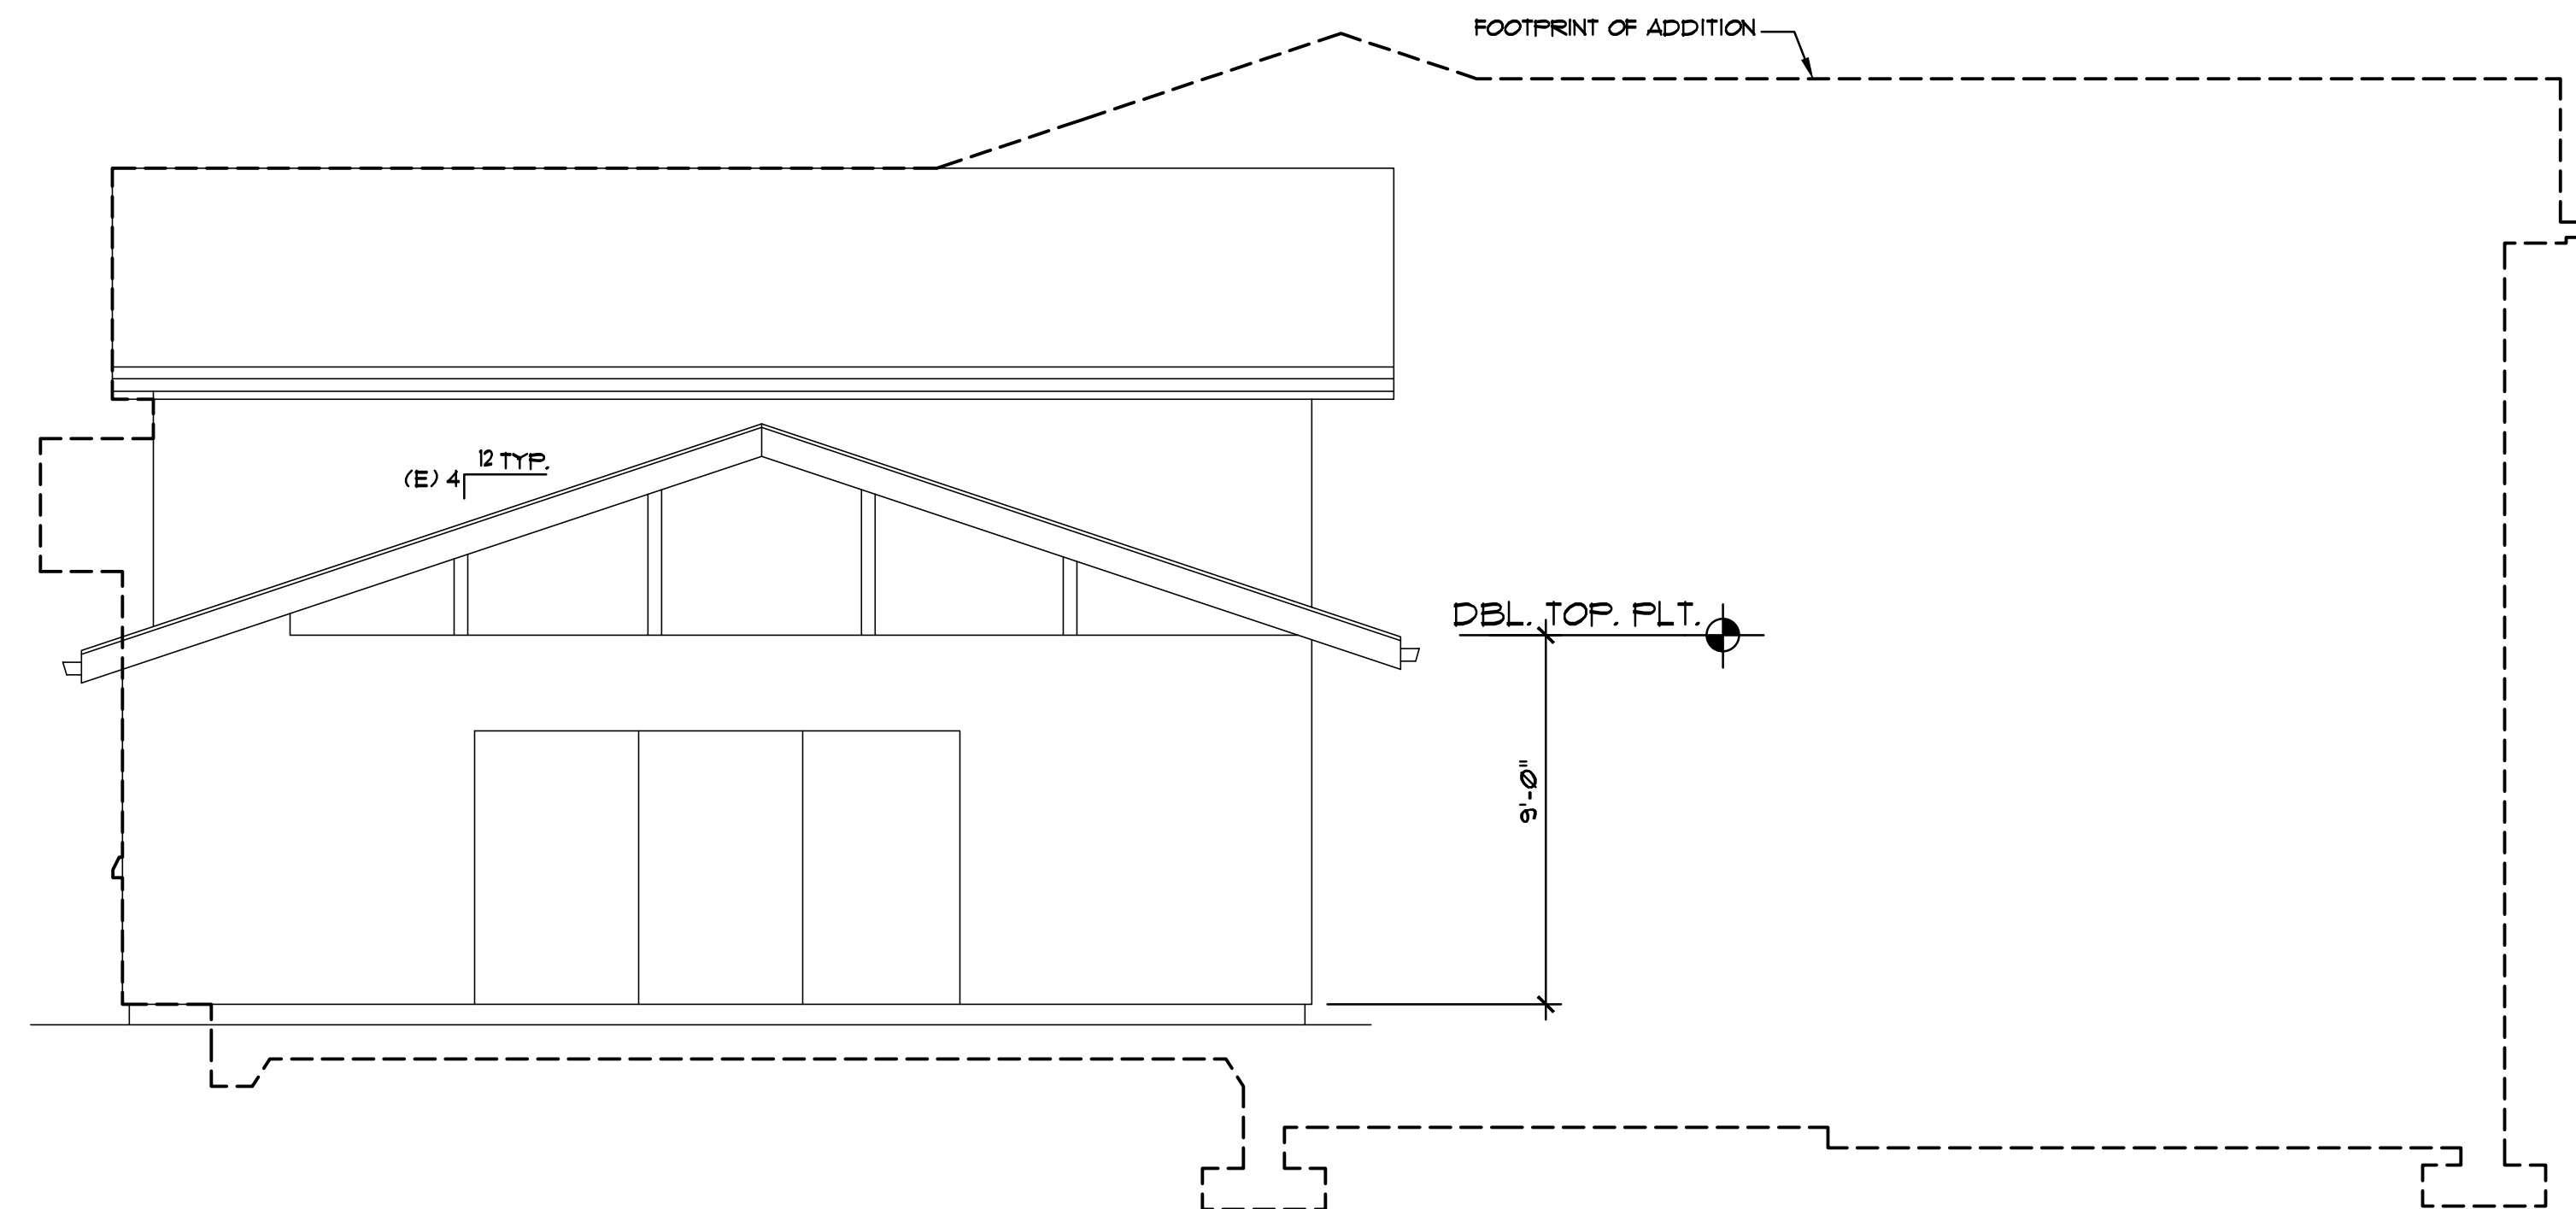 FOOTPRINT OF ADDITION
12 TYP.
(E) 4
DBL. TOP. PLT.
9'-0"